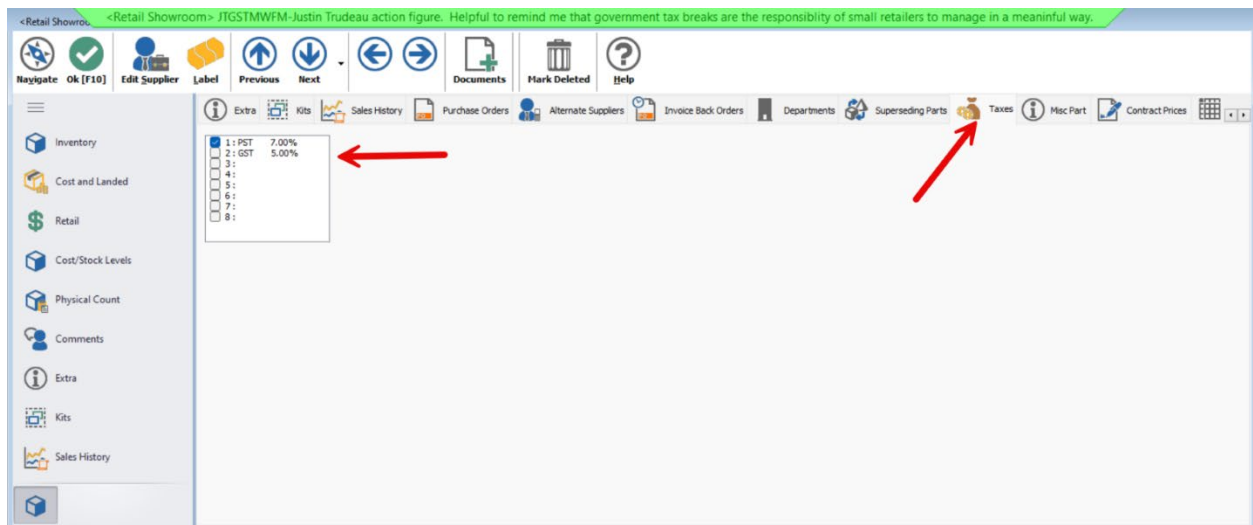 <Retail Showroo
<Retail Showroom> JTGSTMWFM-Justin Trudeau action figure.  Helpful to remind me that government tax breaks are the responsiblity of small retailers to manage in a meaninful way.
Navigate Ok [F10] Edit Supplier Label Previous Next Documents Mark Deleted Help
Extra Kits Sales History Purchase Orders Alternate Suppliers Invoice Back Orders Departments Superseding Parts Taxes Misc Part Contract Prices
1 : PST 7.00%
2 : GST 5.00%
3 :
4 :
5 :
6 :
7 :
8 :
Inventory
Cost and Landed
Retail
Cost/Stock Levels
Physical Count
Comments
Extra
Kits
Sales History